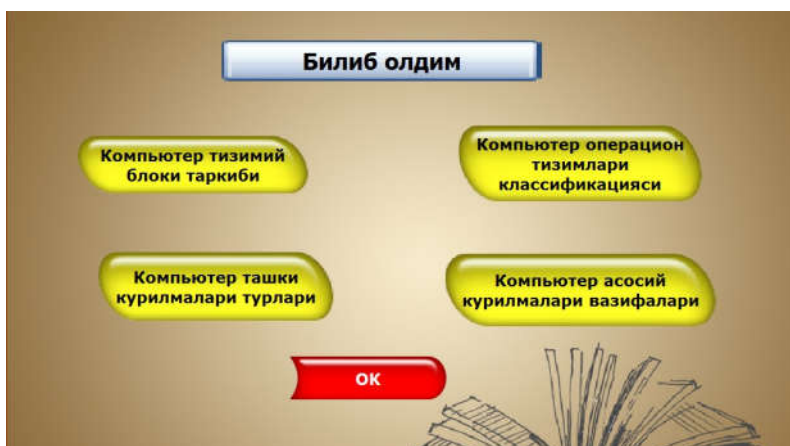 Билиб олдим
Компьютер тизимий
блоки таркиби
Компьютер операцион
тизимлари
классификацияси
Компьютер ташки
курилмалари турлари
Компьютер асосий
курилмалари вазифалари
ОК